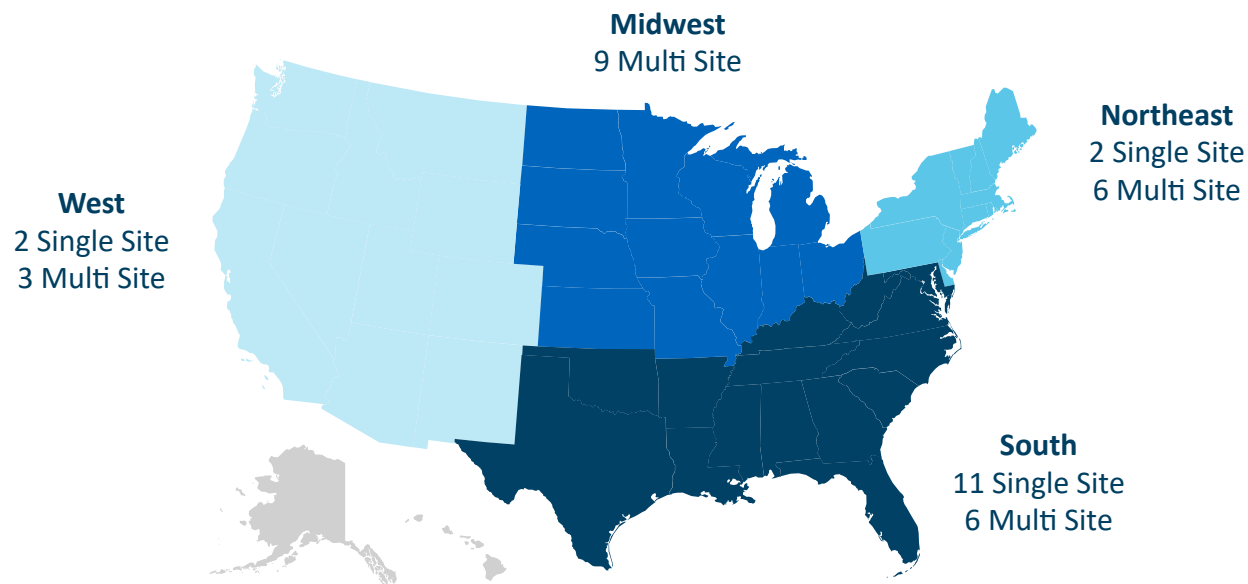 Midwest
9 Multi Site
Northeast
2 Single Site
6 Multi Site
West
2 Single Site
3 Multi Site
South
11 Single Site
6 Multi Site